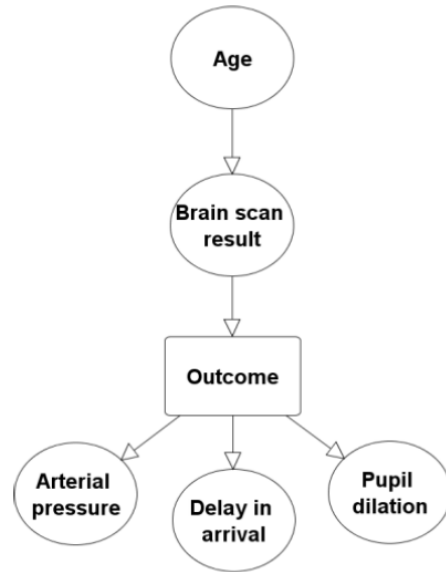 Age
Brain scan
result
Outcome
Arterial
pressure
Delay in
arrival
Pupil
dilation